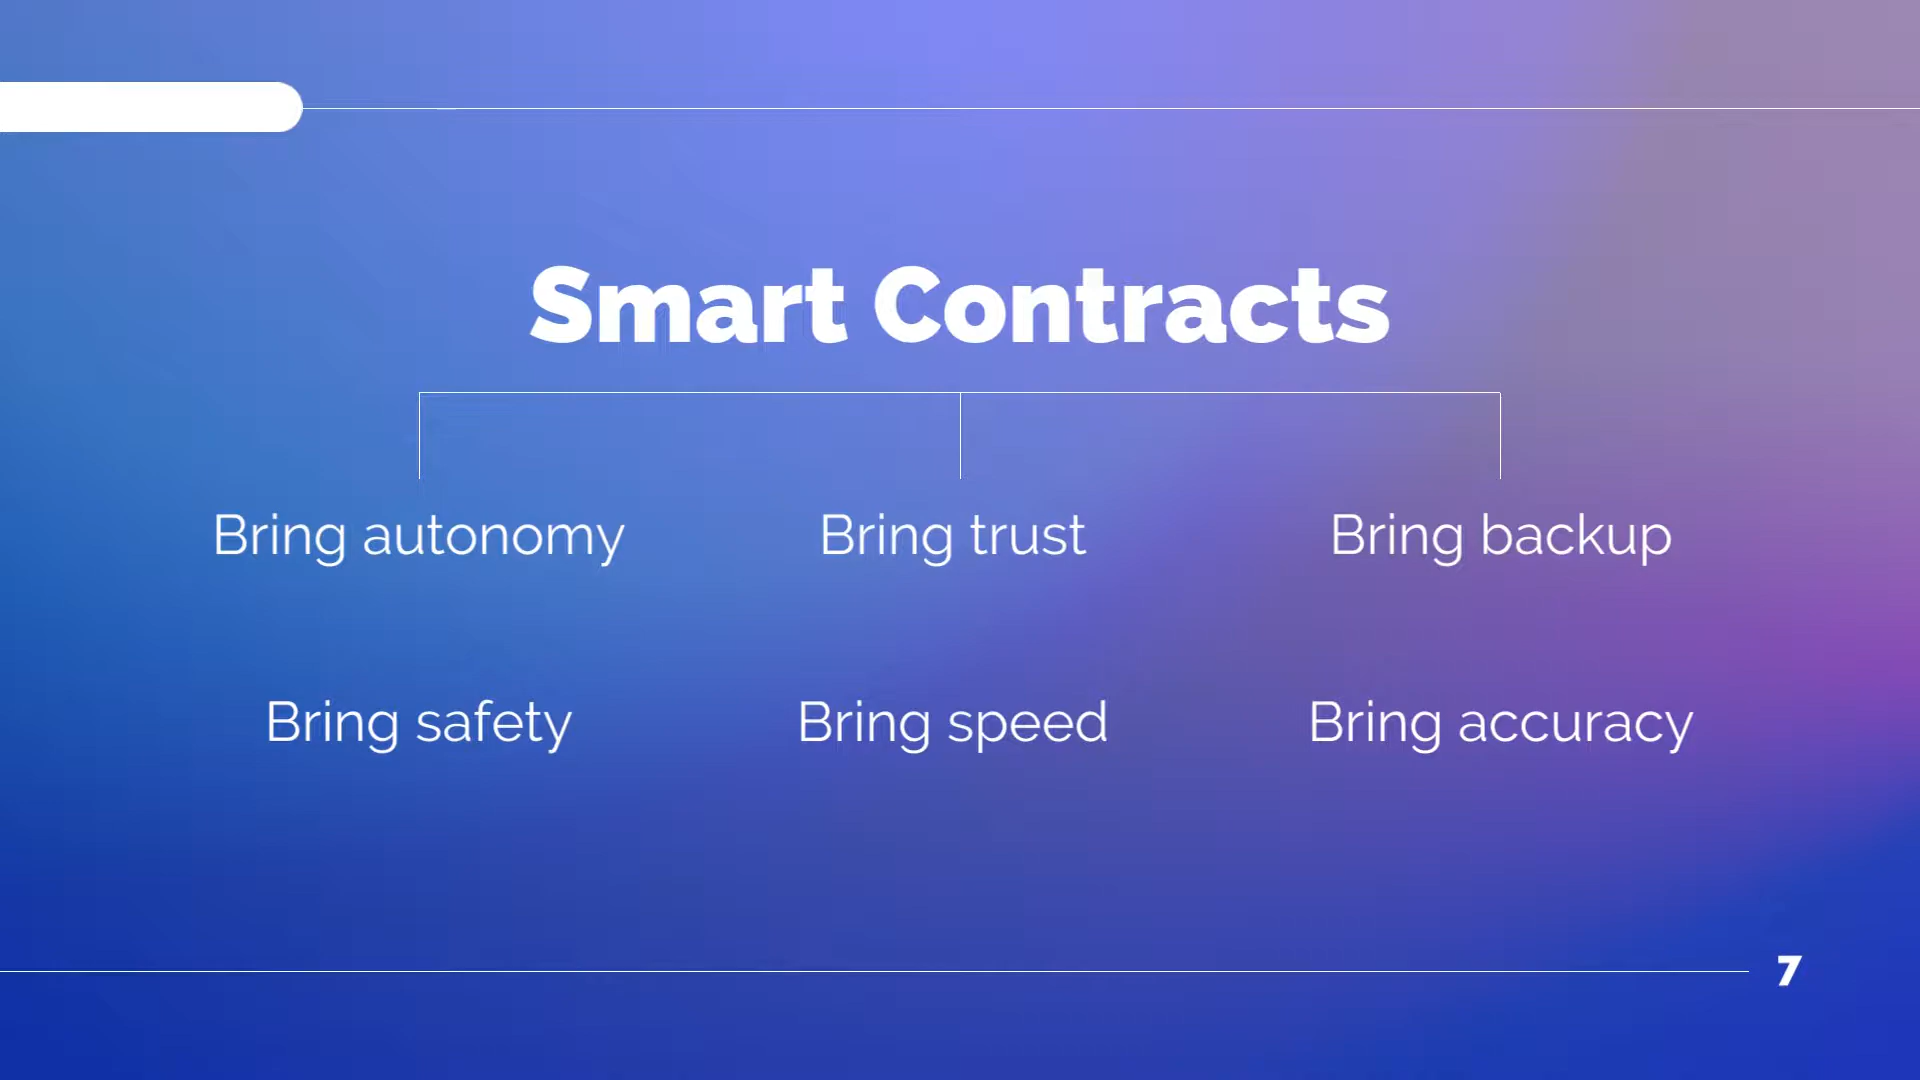 Smart Contracts
Bring autonomy
Bring trust
Bring backup
Bring safety
Bring speed
Bring accuracy
7